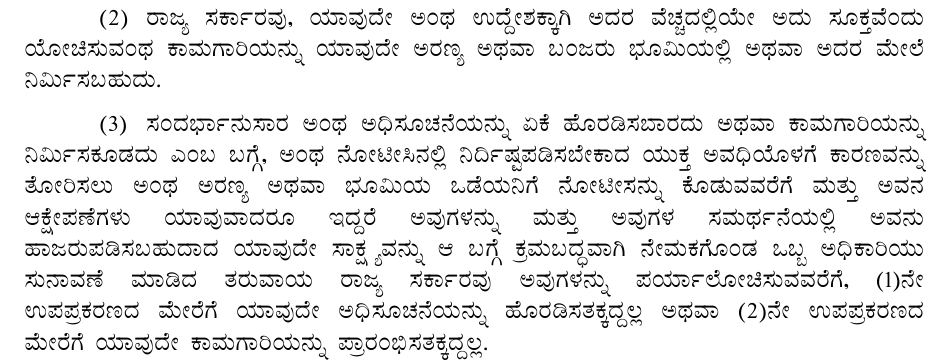 (2) ರಾಜ್ಯ ಸರ್ಕಾರವು, ಯಾವುದೇ ಅಂಥ ಉದ್ದೇಶಕ್ಕಾಗಿ ಅದರ ವೆಚ್ಚದಲ್ಲಿಯೇ ಅದು ಸೂಕ್ತವೆಂದು
ಯೋಚಿಸುವಂಥ ಕಾಮಗಾರಿಯನ್ನು ಯಾವುದೇ ಅರಣ್ಯ ಅಥವಾ ಬಂಜರು ಭೂಮಿಯಲ್ಲಿ ಅಥವಾ ಅದರ ಮೇಲೆ
ನಿರ್ಮಿಸಬಹುದು.
(3) ಸಂದರ್ಭಾನುಸಾರ ಅಂಥ ಅಧಿಸೂಚನೆಯನ್ನು ಏಕೆ ಹೊರಡಿಸಬಾರದು ಅಥವಾ ಕಾಮಗಾರಿಯನ್ನು
ನಿರ್ಮಿಸಕೂಡದು ಎಂಬ ಬಗ್ಗೆ, ಅಂಥ ನೋಟೀಸಿನಲ್ಲಿ ನಿರ್ದಿಷ್ಟಪಡಿಸಬೇಕಾದ ಯುಕ್ತ ಅವಧಿಯೊಳಗೆ ಕಾರಣವನ್ನು
ತೋರಿಸಲು ಅಂಥ ಅರಣ್ಯ ಅಥವಾ ಭೂಮಿಯ ಒಡೆಯನಿಗೆ ನೋಟೀಸನ್ನು ಕೊಡುವವರೆಗೆ ಮತ್ತು ಅವನ
ಆಕ್ಷೇಪಣೆಗಳು ಯಾವುವಾದರೂ ಇದ್ದರೆ ಅವುಗಳನ್ನು ಮತ್ತು ಅವುಗಳ ಸಮರ್ಥನೆಯಲ್ಲಿ ಅವನು
ಹಾಜರುಪಡಿಸಬಹುದಾದ ಯಾವುದೇ ಸಾಕ್ಷ್ಯವನ್ನು ಆ ಬಗ್ಗೆ ಕ್ರಮಬದ್ಧವಾಗಿ ನೇಮಕಗೊಂಡ ಒಬ್ಬ ಅಧಿಕಾರಿಯು
ಸುನಾವಣೆ ಮಾಡಿದ ತರುವಾಯ ರಾಜ್ಯ ಸರ್ಕಾರವು ಅವುಗಳನ್ನು ಪರ್ಯಾಲೋಚಿಸುವವರೆಗೆ, (1)ನೇ
ಉಪಪ್ರಕರಣದ ಮೇರೆಗೆ ಯಾವುದೇ ಅಧಿಸೂಚನೆಯನ್ನು ಹೊರಡಿಸತಕ್ಕದ್ದಲ್ಲ ಅಥವಾ (2)ನೇ ಉಪಪ್ರಕರಣದ
ಮೇರೆಗೆ ಯಾವುದೇ ಕಾಮಗಾರಿಯನ್ನು ಪ್ರಾರಂಭಿಸತಕ್ಕದ್ದಲ್ಲ.